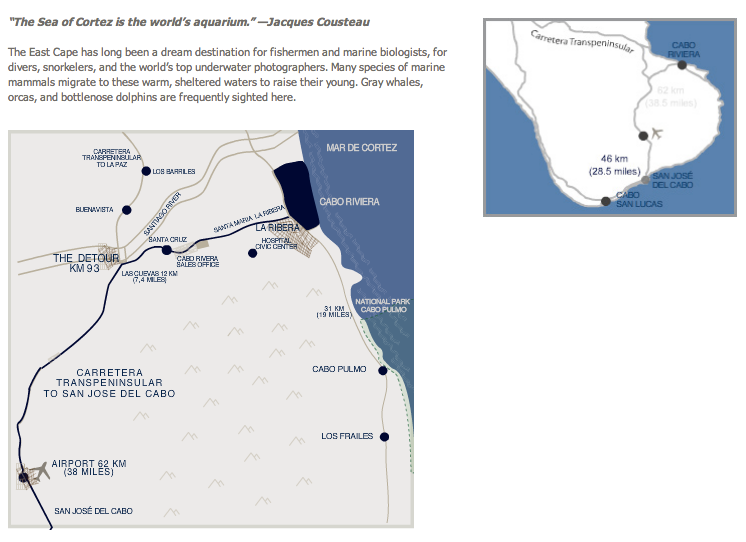 “The Sea of Cortez is the world’s aquarium.” —Jacques Cousteau
The East Cape has long been a dream destination for fishermen and marine biologists, for
divers, snorkelers, and the world’s top underwater photographers. Many species of marine
mammals migrate to these warm, sheltered waters to raise their young. Gray whales,
orcas, and bottlenose dolphins are frequently sighted here.
Carretera Transpeninsular
CABO
RIVIERA
62 km
(38.5 miles)
46 km
(28.5 miles)
SAN JOSÉ
DEL CABO
CABO
SAN LUCAS
CARRETERA
TRANSPENINSULAR
TO LA PAZ
LOS BARRILES
MAR DE CORTEZ
BUENAVISTA
SANTIAGO RIVER
CABO RIVIERA
SANTA MARIA LA RIBERA
LA RIBERA
SANTA CRUZ
HOSPITAL
CIVIC CENTER
CABO RIVERA
SALES OFFICE
THE DETOUR
KM 93
LAS CUEVAS 12 KM
(7,4 MILES)
NATIONAL PARK
CABO PULMO
31 KM
(19 MILES)
CABO PULMO
CARRETERA
TRANSPENINSULAR
TO SAN JOSE DEL CABO
LOS FRAILES
AIRPORT 62 KM
(38 MILES)
SAN JOSÉ DEL CABO